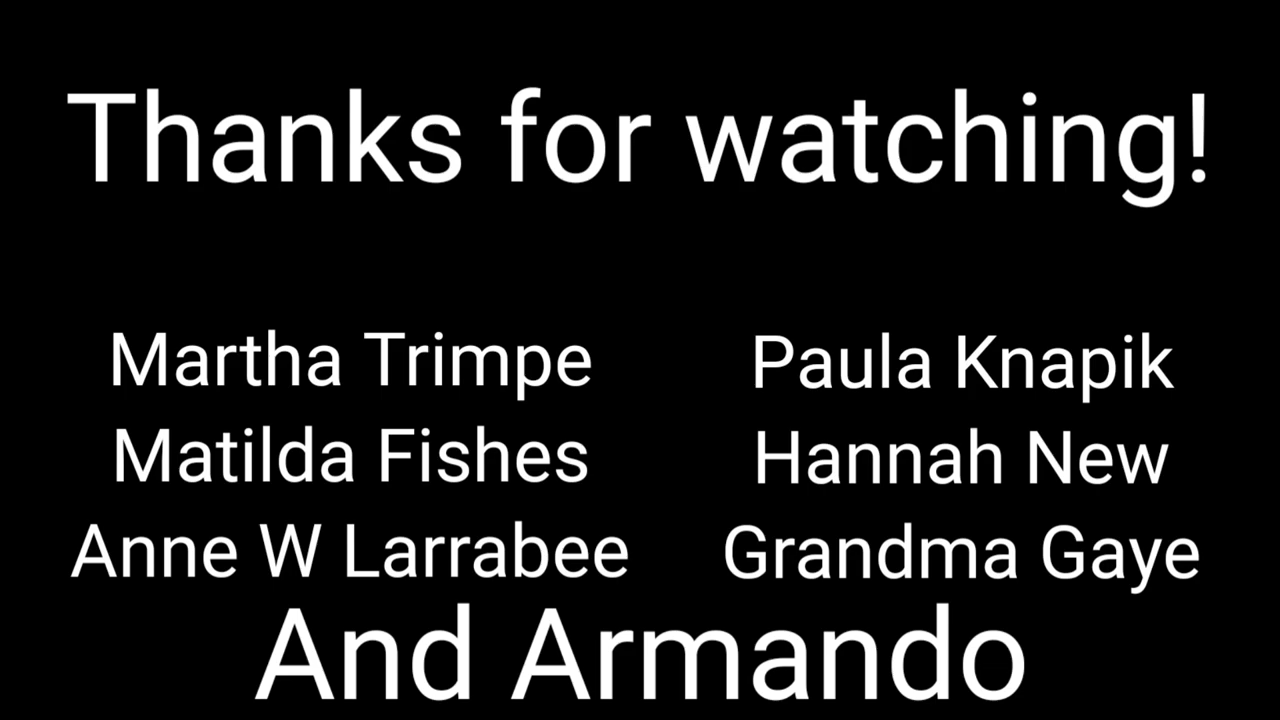 Thanks for watching!
Martha Trimpe
Matilda Fishes
Anne W Larrabee
Paula Knapik
Hannah New
Grandma Gaye
And Armando